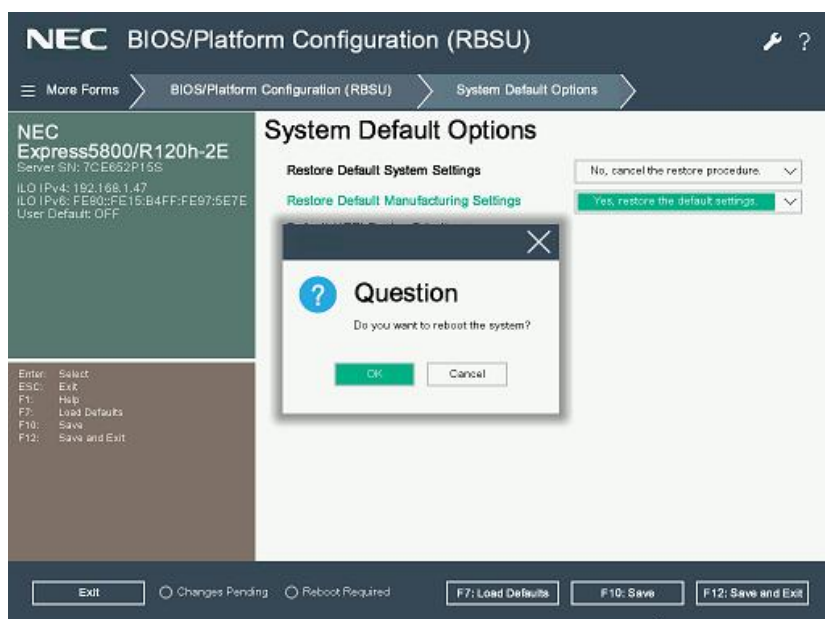 NEC BIOS/Platform Configuration (RBSU)
?
More Forms
BIOS/Platform Configuration (RBSU)
System Default Options
NEC
Express5800/R120h-2E
Server SN: 7CE652P15S
iLO IPv4: 192.168.1.47
iLO IPv6: FE80::FE15:B4FF:FE97:5E7E
User Default: OFF
Enter: Select
ESC: Exit
F1: Help
F7: Load Defaults
F10: Save
F12: Save and Exit
System Default Options
Restore Default System Settings
No, cancel the restore procedure.
Restore Default Manufacturing Settings
Yes, restore the default settings.
?
Question
Do you want to reboot the system?
OK
Cancel
Exit
Changes Pending
Reboot Required
F7: Load Defaults
F10: Save
F12: Save and Exit